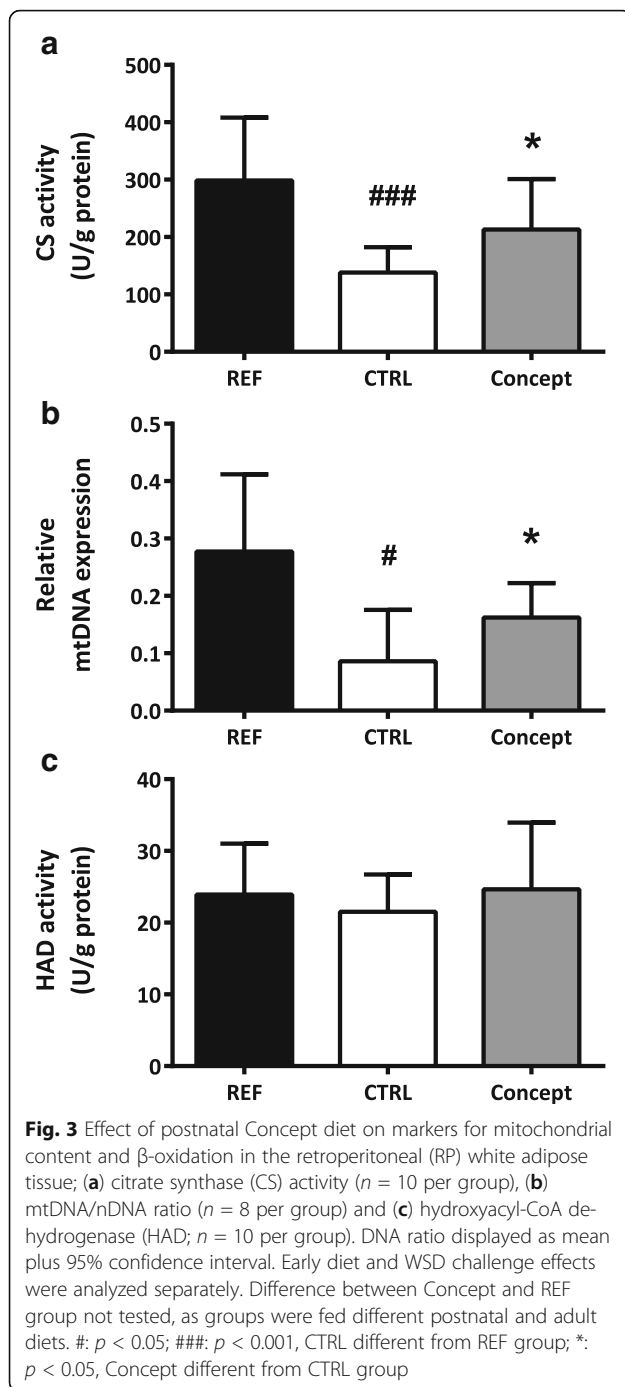 a
500
400
300
200
100
0
CS activity
(U/g protein)
###
*
REF CTRL Concept
b
0.5
0.4
0.3
0.2
0.1
0.0
Relative
mtDNA expression
#
*
REF CTRL Concept
c
40
30
20
10
0
HAD activity
(U/g protein)
REF CTRL Concept
Fig. 3 Effect of postnatal Concept diet on markers for mitochondrial
content and β-oxidation in the retroperitoneal (RP) white adipose
tissue; (a) citrate synthase (CS) activity (n = 10 per group), (b)
mtDNA/nDNA ratio (n = 8 per group) and (c) hydroxyacyl-CoA de-
hydrogenase (HAD; n = 10 per group). DNA ratio displayed as mean
plus 95% confidence interval. Early diet and WSD challenge effects
were analyzed separately. Difference between Concept and REF
group not tested, as groups were fed different postnatal and adult
diets. #: p < 0.05; ###: p < 0.001, CTRL different from REF group; *:
p < 0.05, Concept different from CTRL group